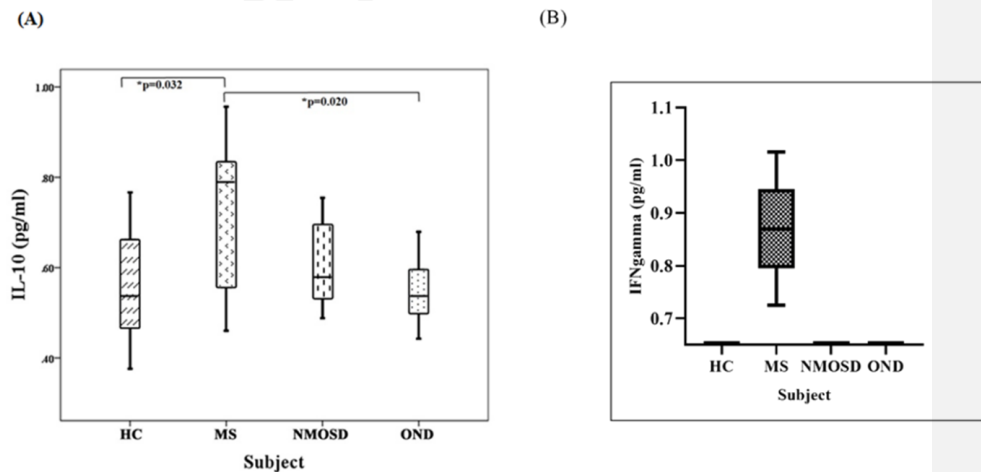 (A)
(B)
1.00
.80
.60
.40
IL-10 (pg/ml)
*p=0.032
*p=0.020
HC MS NMOSD OND
Subject
1.1
1.0
0.9
0.8
0.7
IFNgamma (pg/ml)
HC MS NMOSD OND
Subject